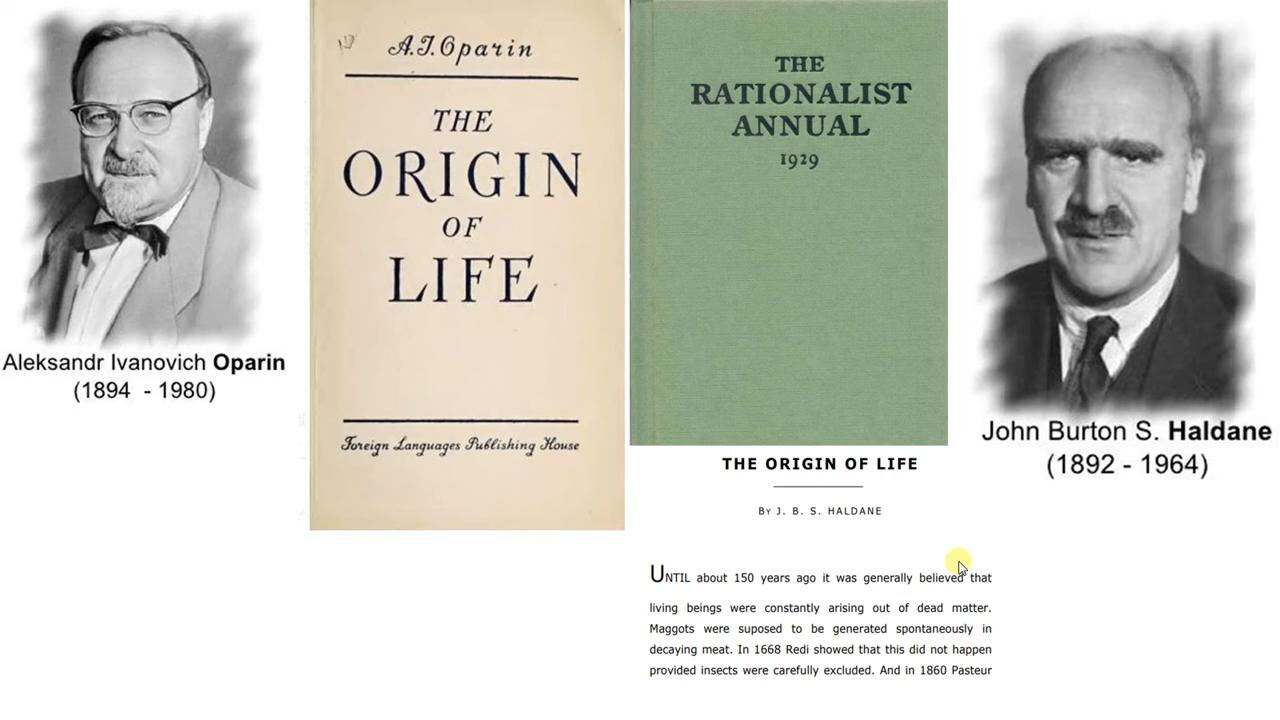 Aleksandr Ivanovich Oparin
(1894 - 1980)
A.I.Oparin
THE
ORIGIN
OF
LIFE
Foreign Languages Publishing House
THE
RATIONALIST
ANNUAL
1929
John Burton S. Haldane
(1892 - 1964)
THE ORIGIN OF LIFE
BY J. B. S. HALDANE
UNTIL about 150 years ago it was generally believed that
living beings were constantly arising out of dead matter.
Maggots were suposed to be generated spontaneously in
decaying meat. In 1668 Redi showed that this did not happen
provided insects were carefully excluded. And in 1860 Pasteur